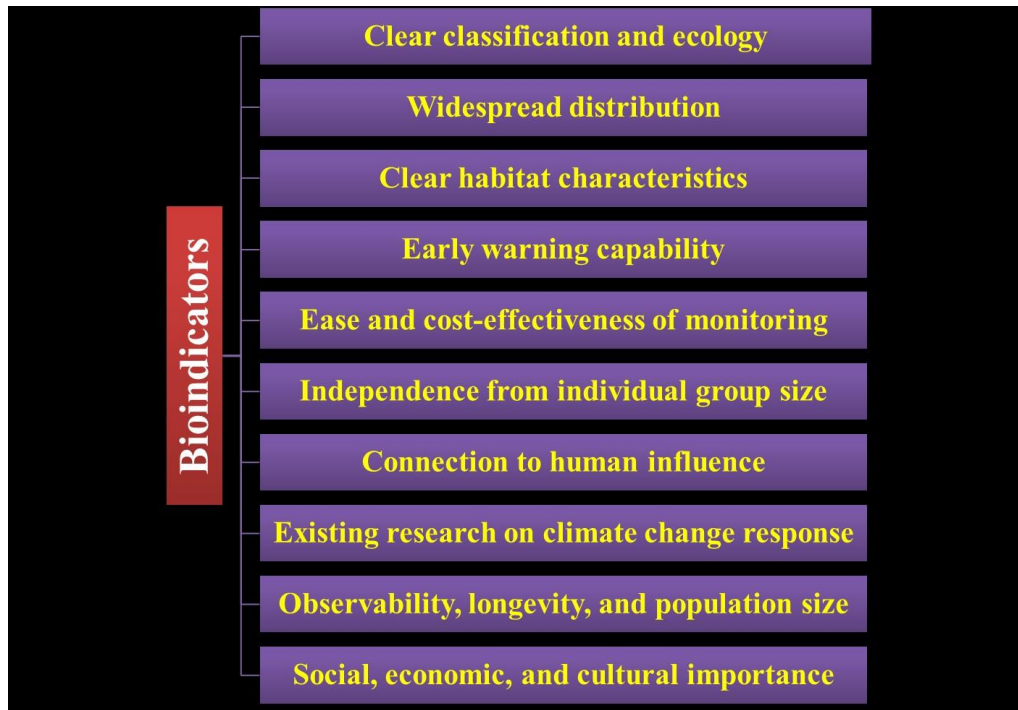 Bioindicators
Clear classification and ecology
Widespread distribution
Clear habitat characteristics
Early warning capability
Ease and cost-effectiveness of monitoring
Independence from individual group size
Connection to human influence
Existing research on climate change response
Observability, longevity, and population size
Social, economic, and cultural importance